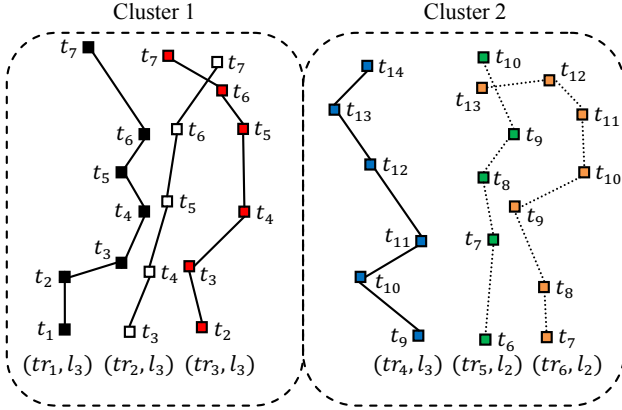 Cluster 1 Cluster 2
t₇ t₇ t₇ t₁₀
t₁₄ t₁₂
t₆ t₁₃ t₁₃ t₁₁
t₆ t₆ t₅ t₉
t₅ t₁₂ t₈ t₁₀
t₄ t₅ t₄ t₉
t₃ t₁₁ t₇
t₂ t₄ t₃ t₁₀ t₈
t₁ t₃ t₂ t₉ t₆ t₇
(tr₁, l₃) (tr₂, l₃) (tr₃, l₃) (tr₄, l₃) (tr₅, l₂) (tr₆, l₂)